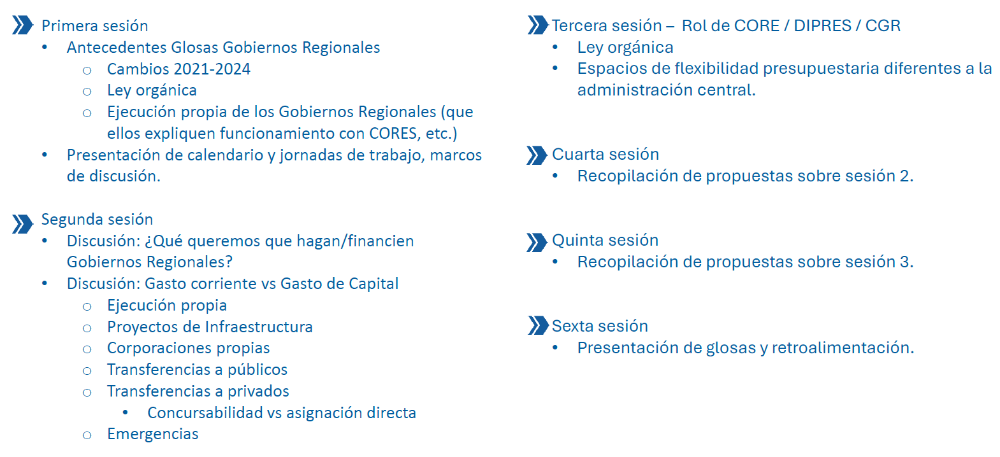 Primera sesión
• Antecedentes Glosas Gobiernos Regionales
o Cambios 2021-2024
o Ley orgánica
o Ejecución propia de los Gobiernos Regionales (que
ellos expliquen funcionamiento con CORES, etc.)
• Presentación de calendario y jornadas de trabajo, marcos
de discusión.
Segunda sesión
• Discusión: ¿Qué queremos que hagan/financien
Gobiernos Regionales?
• Discusión: Gasto corriente vs Gasto de Capital
o Ejecución propia
o Proyectos de Infraestructura
o Corporaciones propias
o Transferencias a públicos
o Transferencias a privados
• Concursabilidad vs asignación directa
o Emergencias
Tercera sesión – Rol de CORE / DIPRES / CGR
• Ley orgánica
• Espacios de flexibilidad presupuestaria diferentes a la
administración central.
Cuarta sesión
• Recopilación de propuestas sobre sesión 2.
Quinta sesión
• Recopilación de propuestas sobre sesión 3.
Sexta sesión
• Presentación de glosas y retroalimentación.